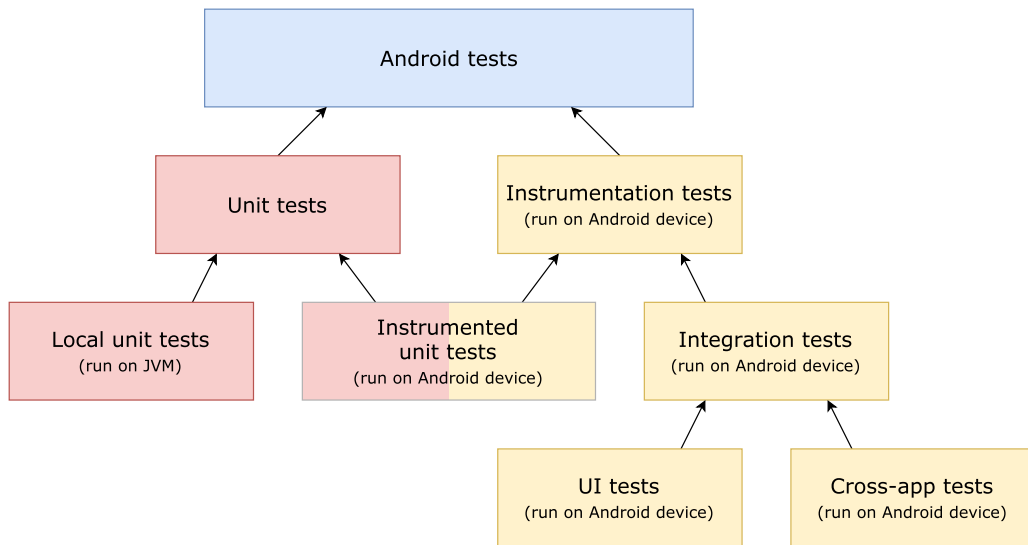 Android tests
Unit tests
Instrumentation tests
(run on Android device)
Local unit tests
(run on JVM)
Instrumented
unit tests
(run on Android device)
Integration tests
(run on Android device)
UI tests
(run on Android device)
Cross-app tests
(run on Android device)